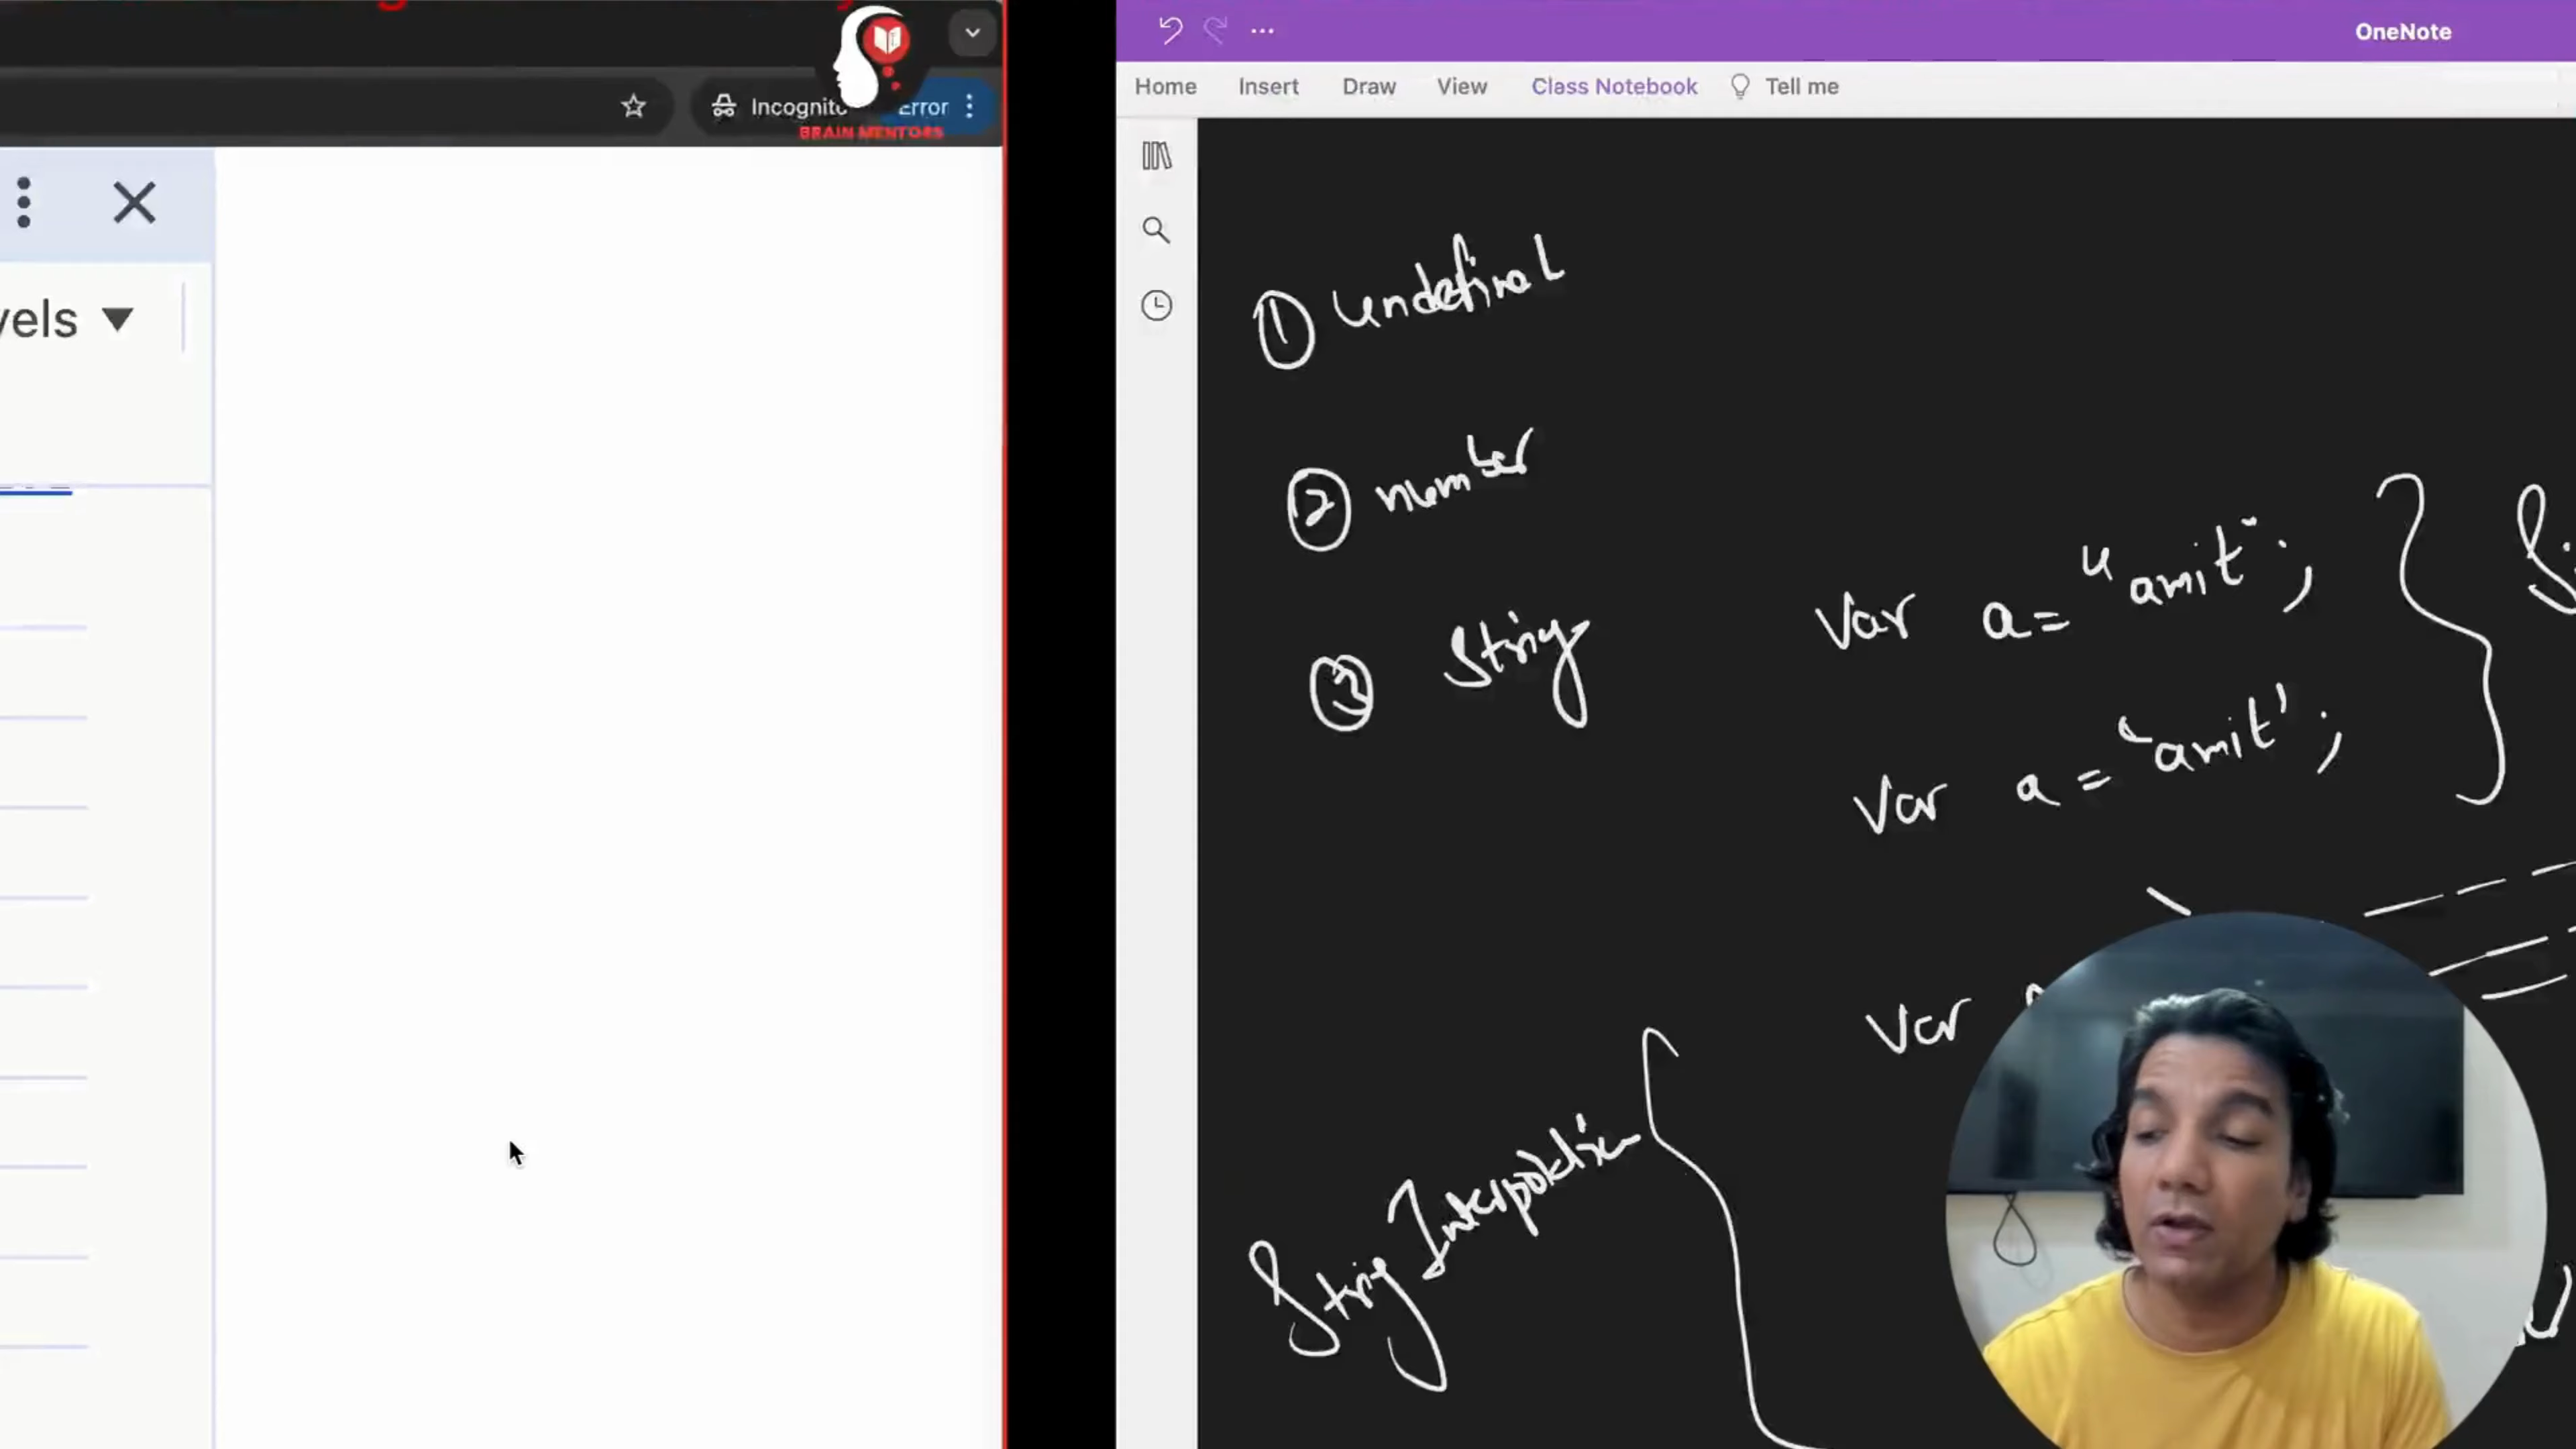 Incognito
Error
BRAIN MENTORS
vels
OneNote
Home Insert Draw View Class Notebook Tell me
① undefined
② number
③ String
Var a = "amit";
Var a = 'amit';
Var
String Interpolation